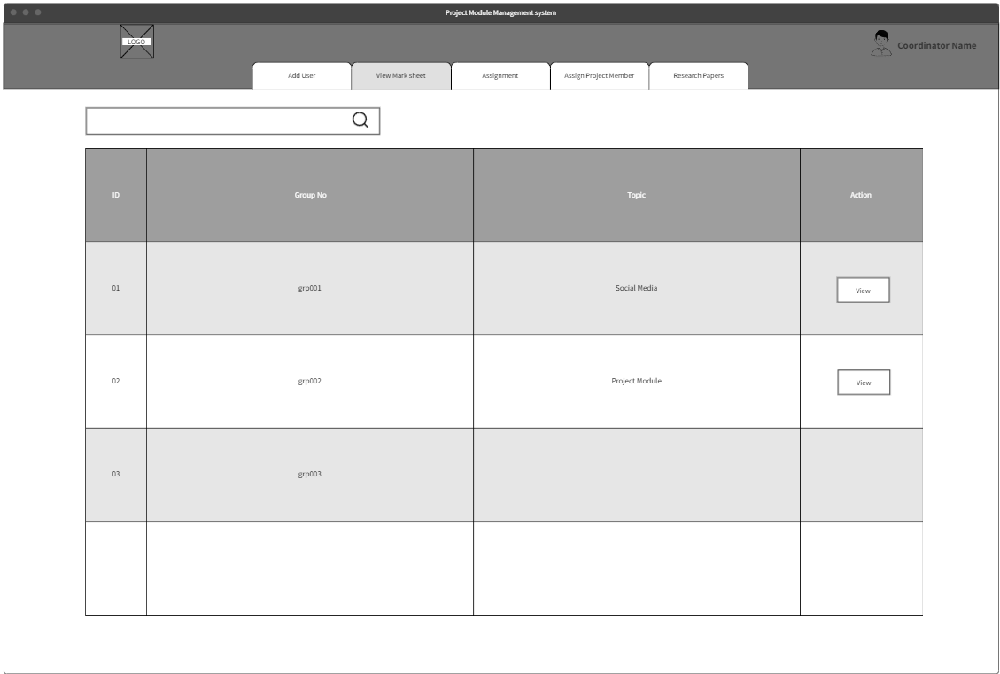 Project Module Management system
LOGO
Coordinator Name
Add User
View Mark sheet
Assignment
Assign Project Member
Research Papers
ID Group No Topic Action
01 grp001 Social Media View
02 grp002 Project Module View
03 grp003